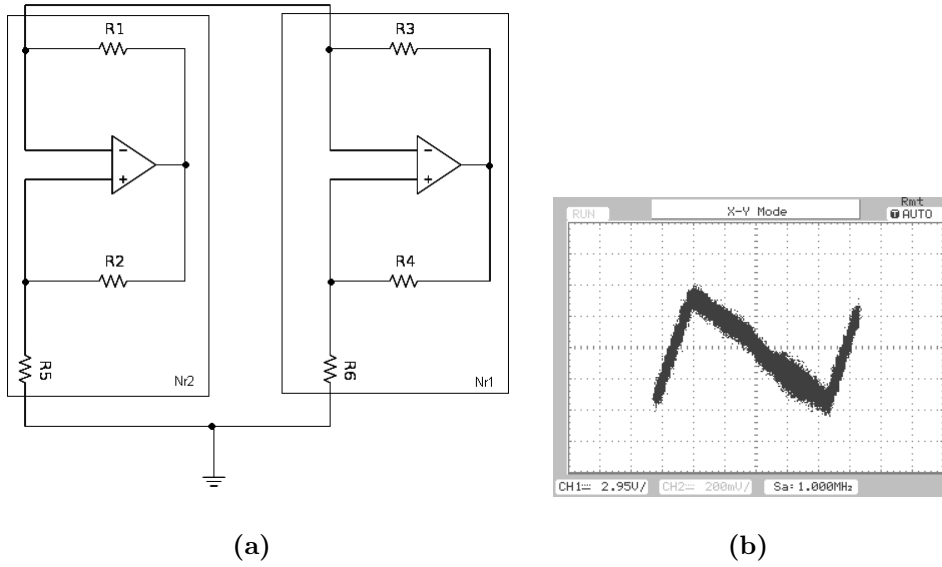 R1
R3
R2
R4
R5
Nr2
R6
Nr1
RUN
X-Y Mode
Rmt
AUTO
CH1 2.95V/
CH2 200mV/
Sa: 1.000MHz
(a)
(b)